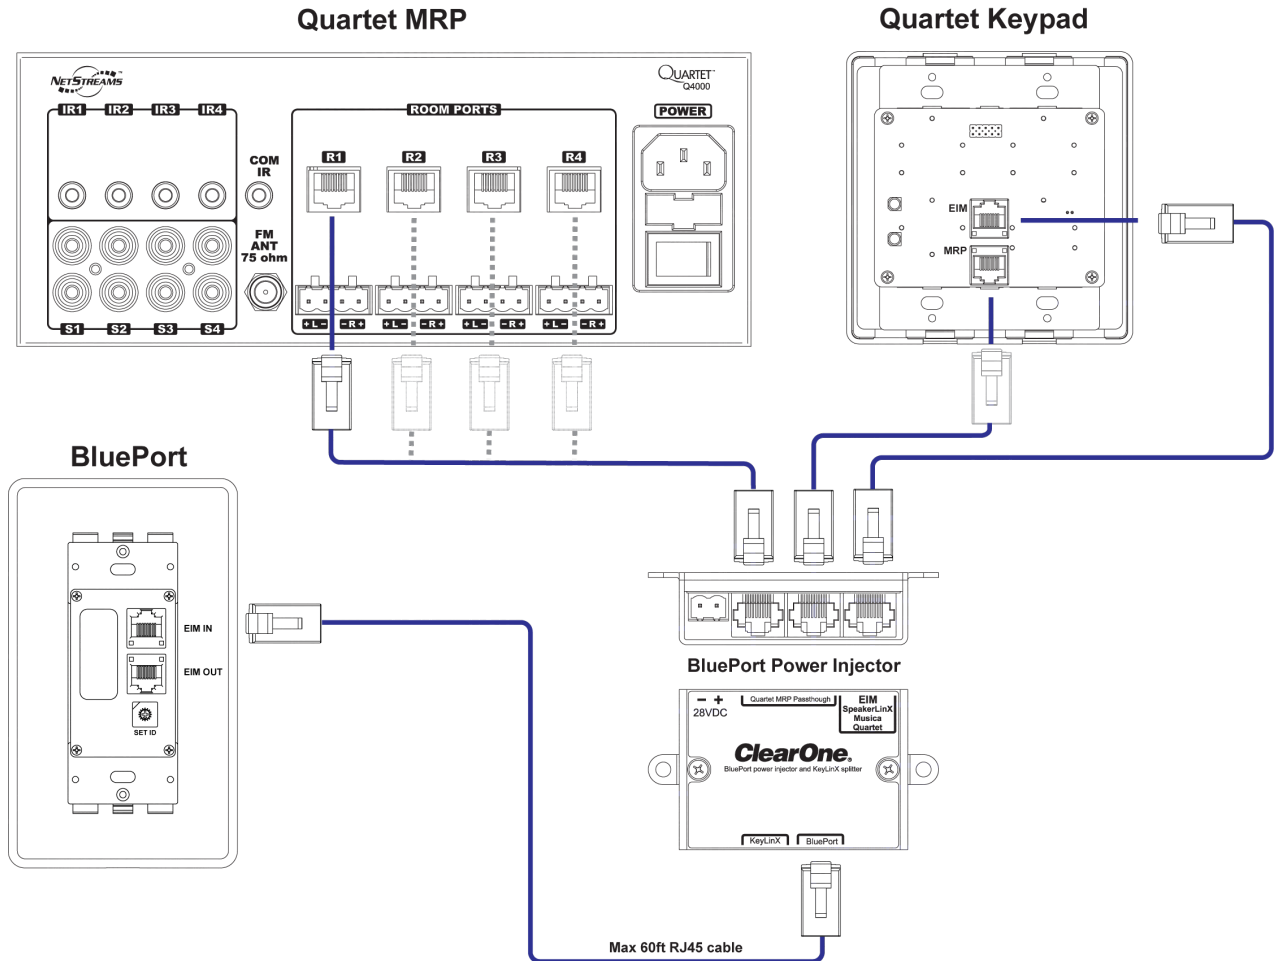 Quartet MRP
Quartet Keypad
NETSTREAMS™
QUARTET™
Q4000
IR1 IR2 IR3 IR4
ROOM PORTS
POWER
COM
IR
R1 R2 R3 R4
FM
ANT
75 ohm
EIM
MRP
+ L - - R + + L - - R + + L - - R + + L - - R +
S1 S2 S3 S4
BluePort
EIM IN
EIM OUT
SET ID
BluePort Power Injector
- +
28VDC
Quartet MRP Passthough
EIM
SpeakerLinX
Musica
Quartet
ClearOne.
BluePort power injector and KeyLinX splitter
KeyLinX BluePort
Max 60ft RJ45 cable